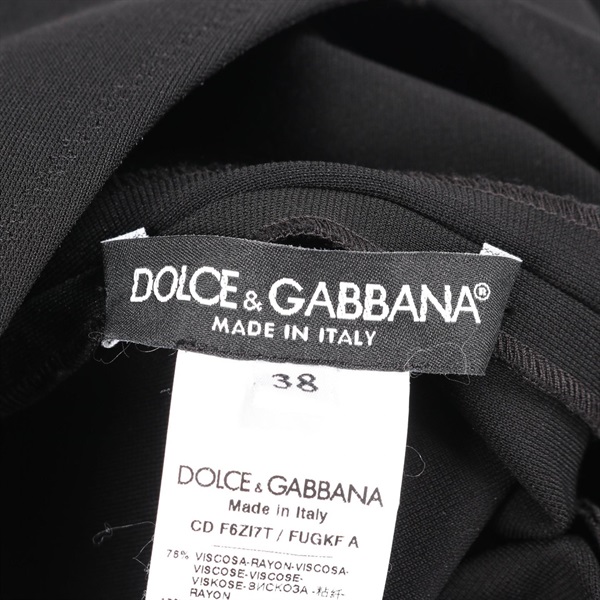 DOLCE & GABBANA®
MADE IN ITALY
38
DOLCE & GABBANA
Made in Italy
CD F6ZI7T / FUGKF A
76% VISCOSA-RAYON-VISCOSA-
VISCOSE-VISCOSE-
VISKOSE-ВИСКОЗА-粘纤-
RAYON